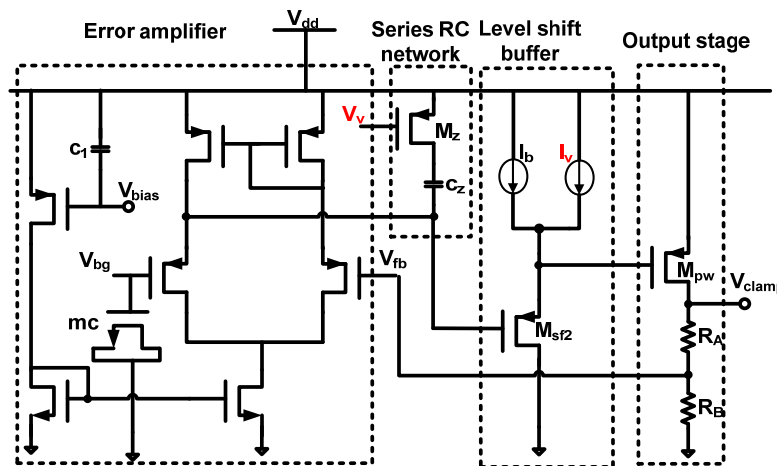 Error amplifier
Vdd
Series RC network
Level shift buffer
Output stage
c1
Vbias
Vv
Mz
cz
Ib
Iv
Vbg
Vfb
mc
Msf2
Mpw
Vclamp
RA
RB